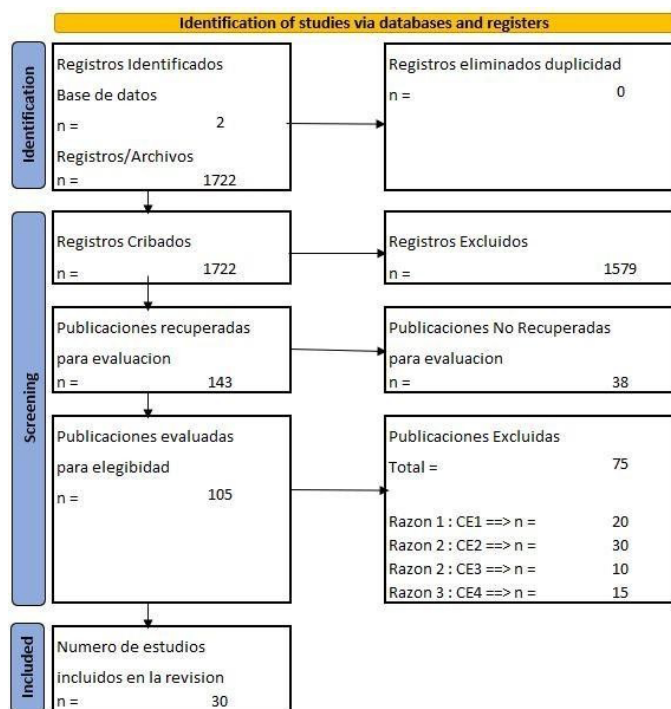 Identification of studies via databases and registers
Identification
Registros Identificados
Base de datos
n = 2
Registros/Archivos
n = 1722
Registros eliminados duplicidad
n = 0
Screening
Registros Cribados
n = 1722
Registros Excluidos
n = 1579
Publicaciones recuperadas
para evaluacion
n = 143
Publicaciones No Recuperadas
para evaluacion
n = 38
Publicaciones evaluadas
para elegibidad
n = 105
Publicaciones Excluidas
Total = 75
Razon 1 : CE1 ==> n = 20
Razon 2 : CE2 ==> n = 30
Razon 2 : CE3 ==> n = 10
Razon 3 : CE4 ==> n = 15
Included
Numero de estudios
incluidos en la revision
n = 30